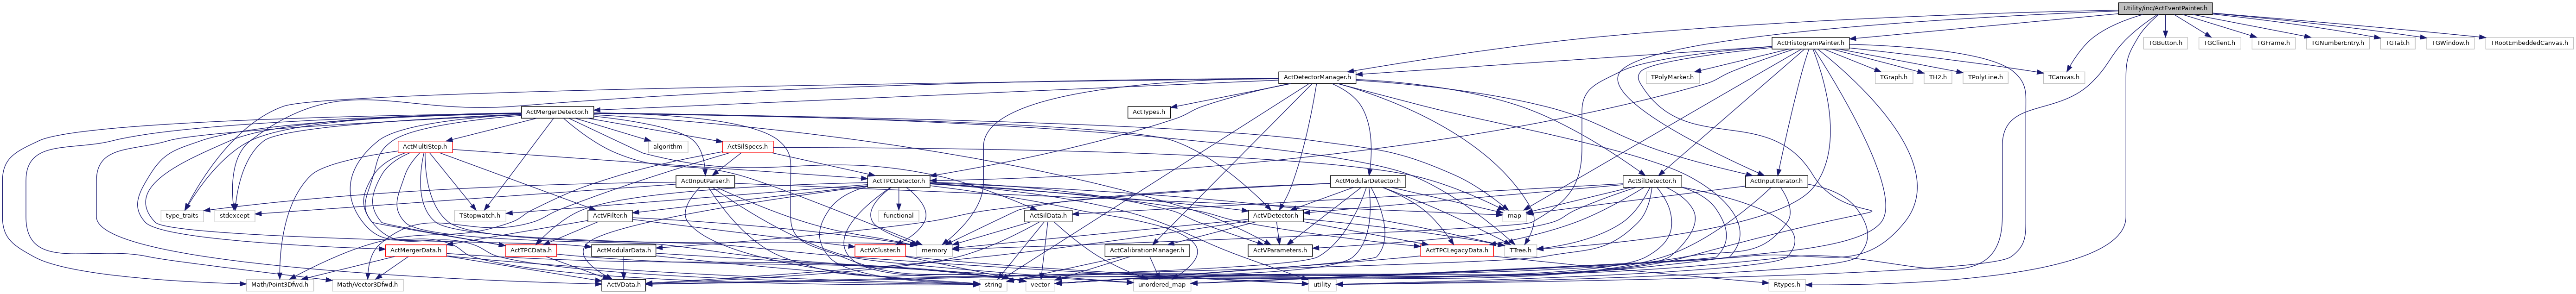 Utility/inc/ActEventPainter.h
ActHistogramPainter.h
TGButton.h
TGClient.h
TGFrame.h
TGNumberEntry.h
TGTab.h
TGWindow.h
TRootEmbeddedCanvas.h
ActDetectorManager.h
TPolyMarker.h
TGraph.h
TH2.h
TPolyLine.h
TCanvas.h
ActMergerDetector.h
ActTypes.h
ActMultiStep.h
algorithm
ActSilSpecs.h
ActInputParser.h
ActTPCDetector.h
ActModularDetector.h
ActSilDetector.h
ActInputIterator.h
type_traits
stdexcept
TStopwatch.h
ActVFilter.h
functional
ActSilData.h
ActVDetector.h
map
ActMergerData.h
ActTPCData.h
ActModularData.h
ActVCluster.h
memory
ActCalibrationManager.h
ActVParameters.h
ActTPCLegacyData.h
TTree.h
Math/Point3Dfwd.h
Math/Vector3Dfwd.h
ActVData.h
string
vector
unordered_map
utility
Rtypes.h